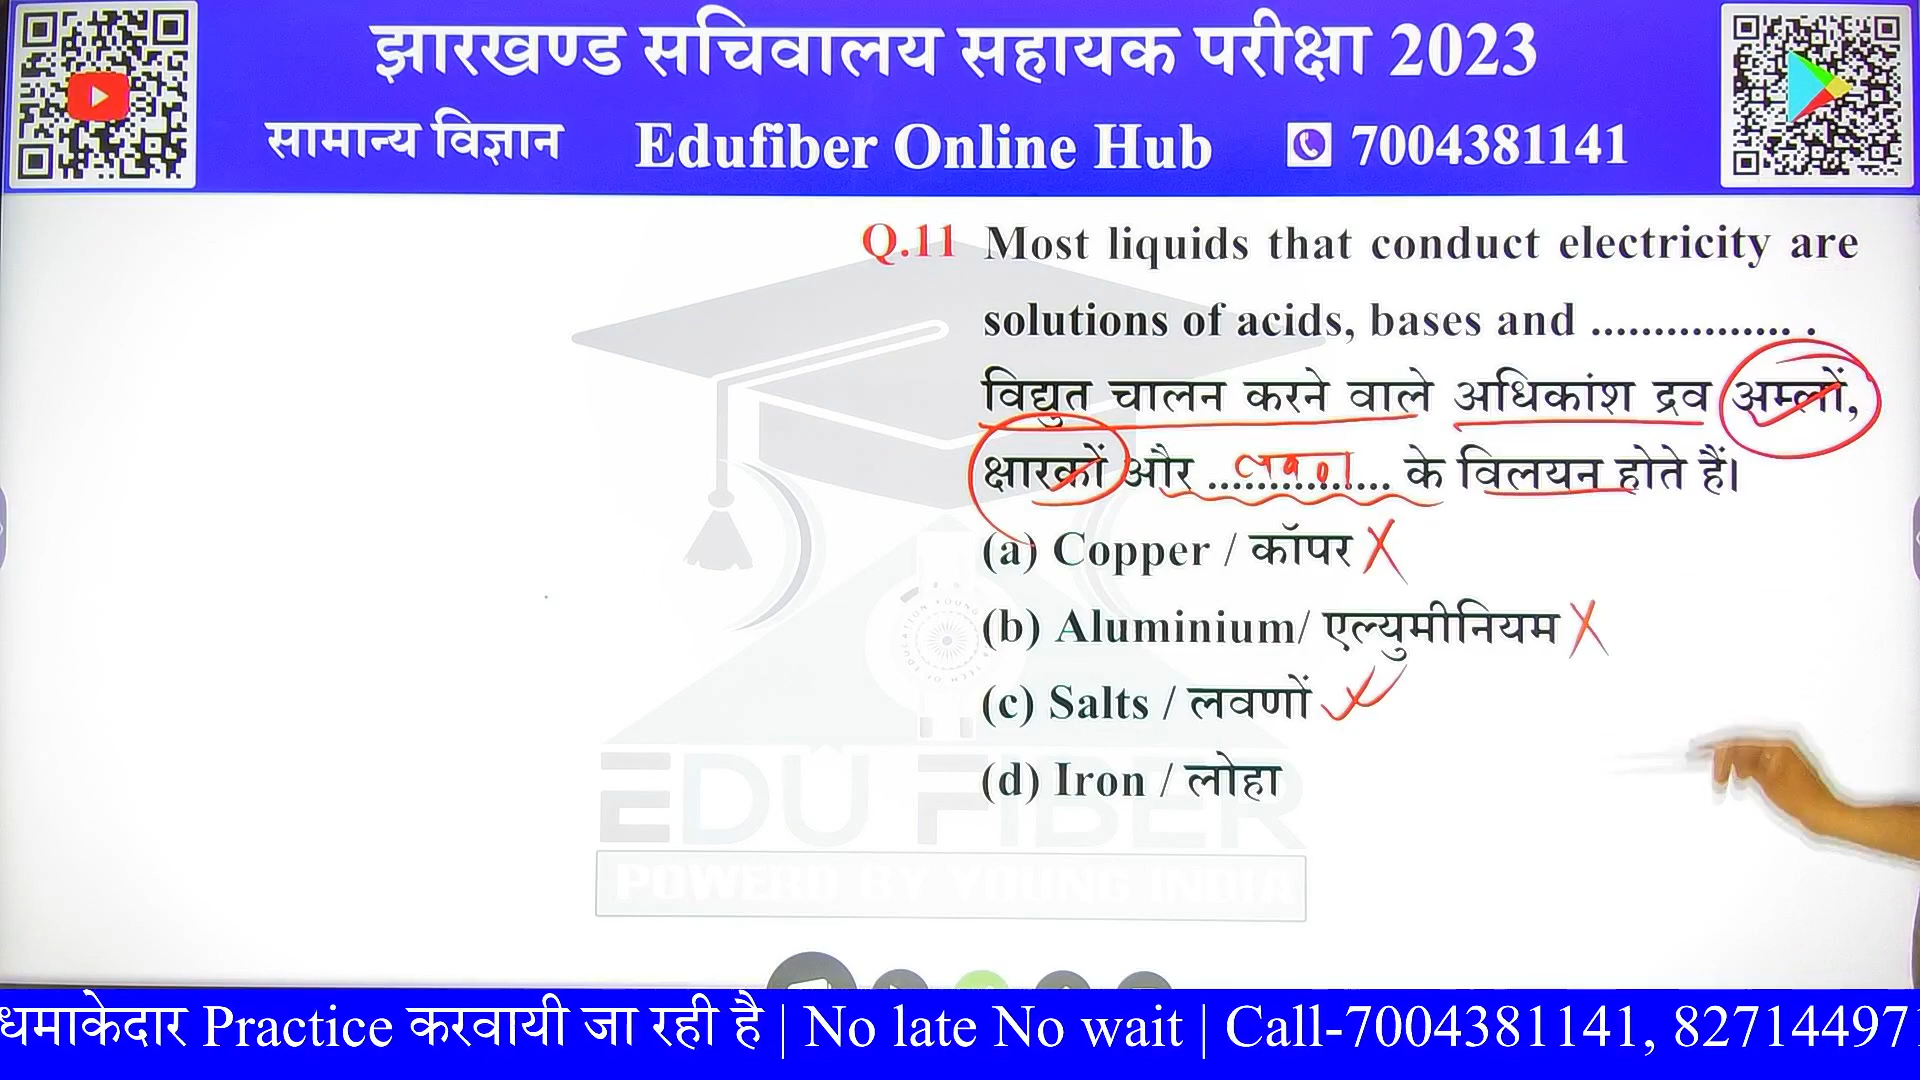 झारखण्ड सचिवालय सहायक परीक्षा 2023
सामान्य विज्ञान Edufiber Online Hub 7004381141
Q.11 Most liquids that conduct electricity are
solutions of acids, bases and ................ .
विद्युत चालन करने वाले अधिकांश द्रव अम्लों,
क्षारकों और ............... के विलयन होते हैं।
लवण
(a) Copper / कॉपर
(b) Aluminium/ एल्युमीनियम
(c) Salts / लवणों
(d) Iron / लोहा
EDU FIBER
POWERD BY YOUNG INDIA
धमाकेदार Practice करवायी जा रही है | No late No wait | Call-7004381141, 827144971